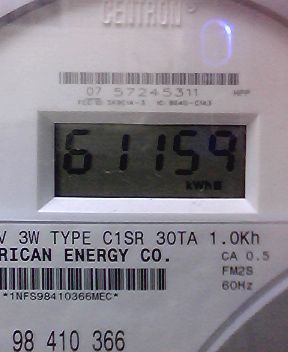 CENTRON®
07 57245311 MPP
61159
kWh
V 3W TYPE C1SR 30TA 1.0Kh
RICAN ENERGY CO. CA 0.5
FM2S
60Hz
*1NFS98410366MEC*
98 410 366